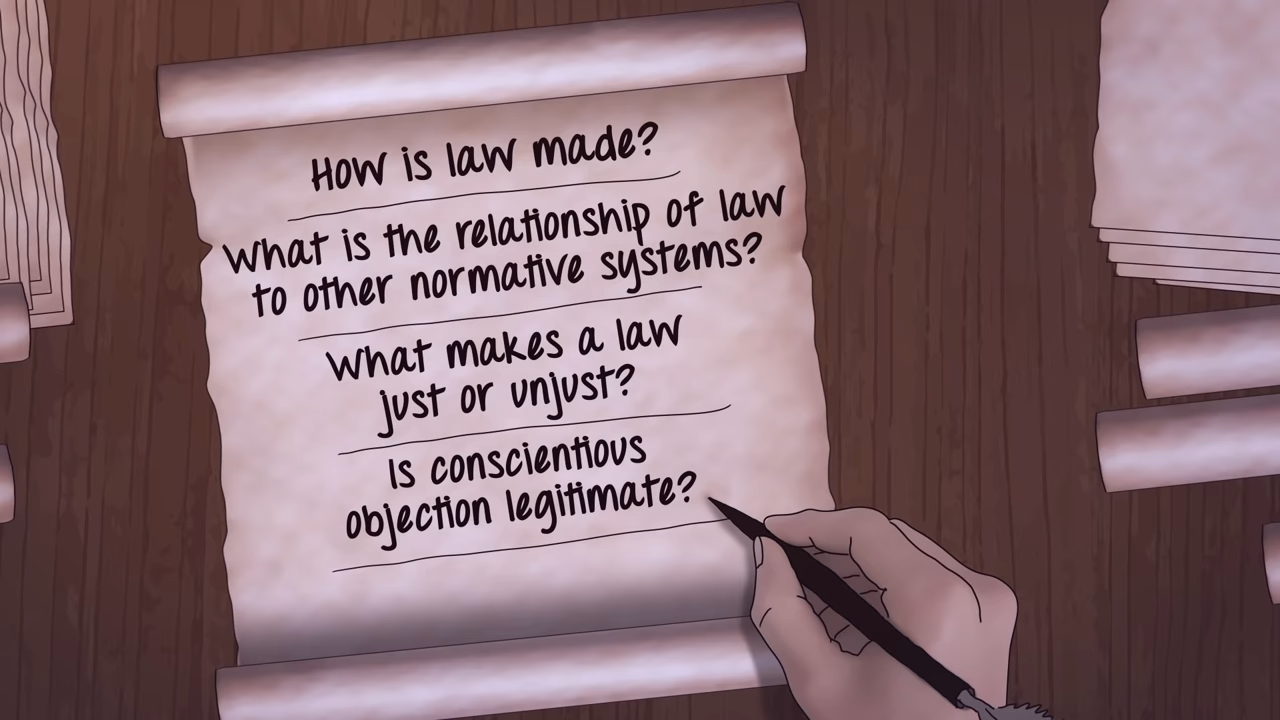 How is law made?
What is the relationship of law
to other normative systems?
What makes a law
just or unjust?
Is conscientious
objection legitimate?